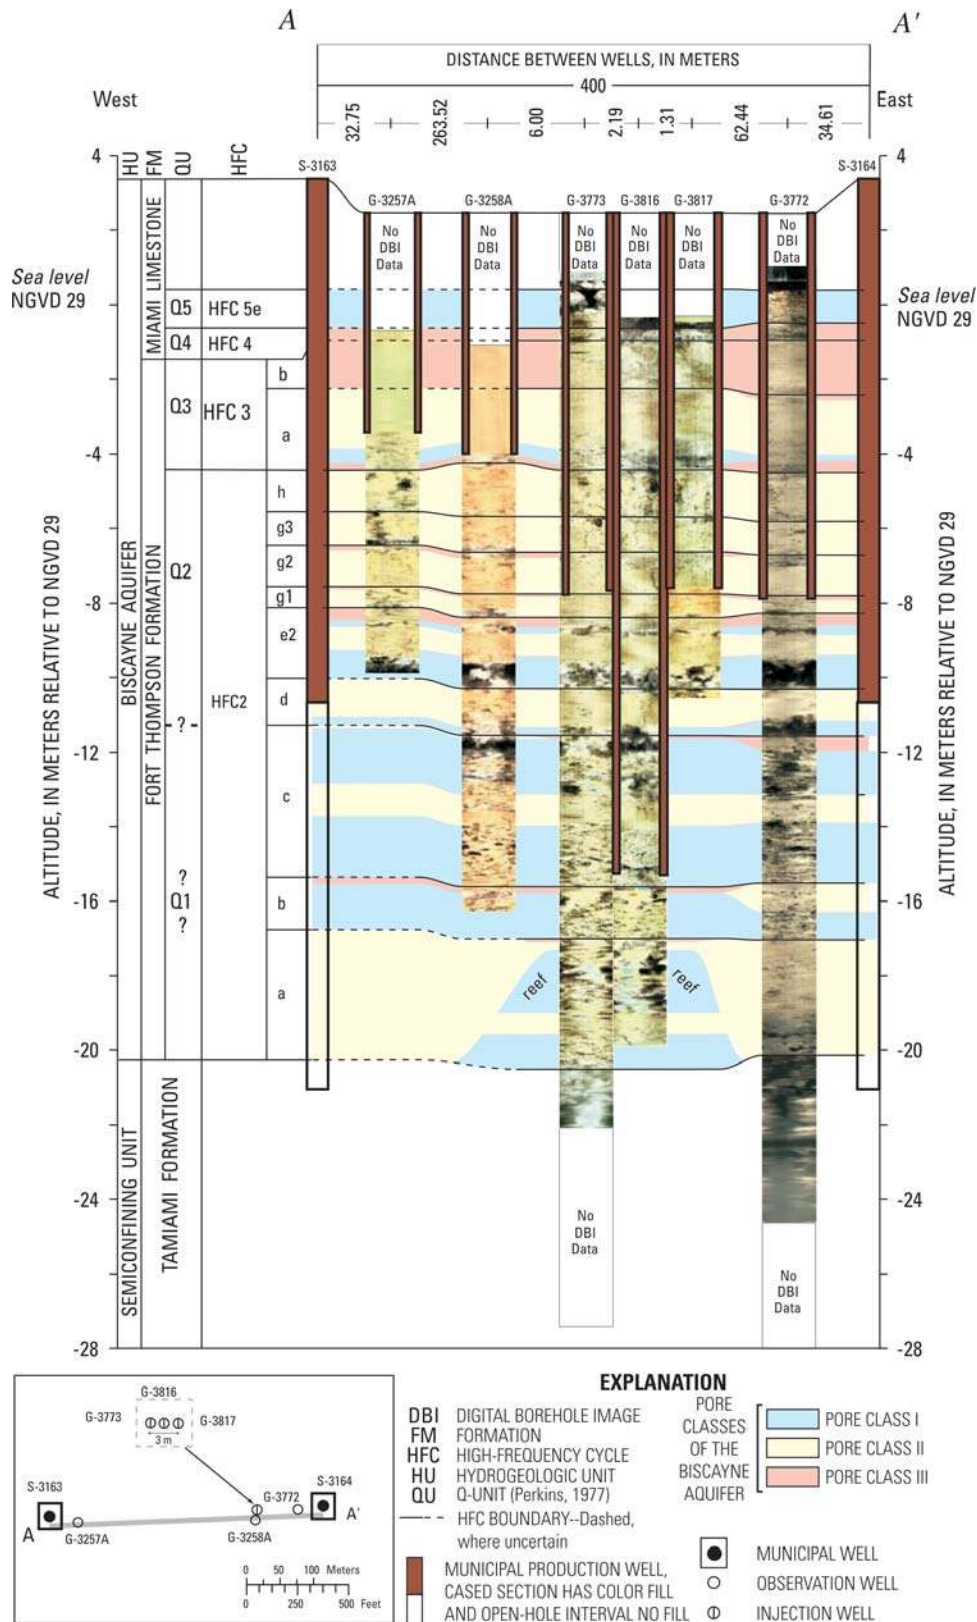 A
A'
DISTANCE BETWEEN WELLS, IN METERS
400
West
East
32.75
263.52
6.00
2.19
1.31
62.44
34.61
4
HU
FM
QU
HFC
S-3163
S-3164
4
G-3257A
G-3258A
G-3773
G-3816
G-3817
G-3772
No DBI Data
No DBI Data
No DBI Data
No DBI Data
No DBI Data
No DBI Data
Sea level
NGVD 29
Sea level
NGVD 29
MIAMI LIMESTONE
Q5
HFC 5e
Q4
HFC 4
b
Q3
HFC 3
a
-4
-4
h
g3
g2
Q2
g1
-8
-8
e2
HFC2
d
?
-12
-12
c
?
Q1
?
b
-16
-16
a
reef
reef
-20
-20
BISCAYNE AQUIFER
FORT THOMPSON FORMATION
ALTITUDE, IN METERS RELATIVE TO NGVD 29
ALTITUDE, IN METERS RELATIVE TO NGVD 29
SEMICONFINING UNIT
TAMIAMI FORMATION
-24
-24
No
DBI
Data
No
DBI
Data
-28
-28
G-3816
G-3773
G-3817
3 m
S-3163
S-3164
G-3772
A
A'
G-3257A
G-3258A
0 50 100 Meters
0 250 500 Feet
EXPLANATION
DBI DIGITAL BOREHOLE IMAGE
FM FORMATION
HFC HIGH-FREQUENCY CYCLE
HU HYDROGEOLOGIC UNIT
QU Q-UNIT (Perkins, 1977)
HFC BOUNDARY--Dashed,
where uncertain
MUNICIPAL PRODUCTION WELL,
CASED SECTION HAS COLOR FILL
AND OPEN-HOLE INTERVAL NO FILL
PORE
CLASSES
OF THE
BISCAYNE
AQUIFER
PORE CLASS I
PORE CLASS II
PORE CLASS III
MUNICIPAL WELL
OBSERVATION WELL
INJECTION WELL